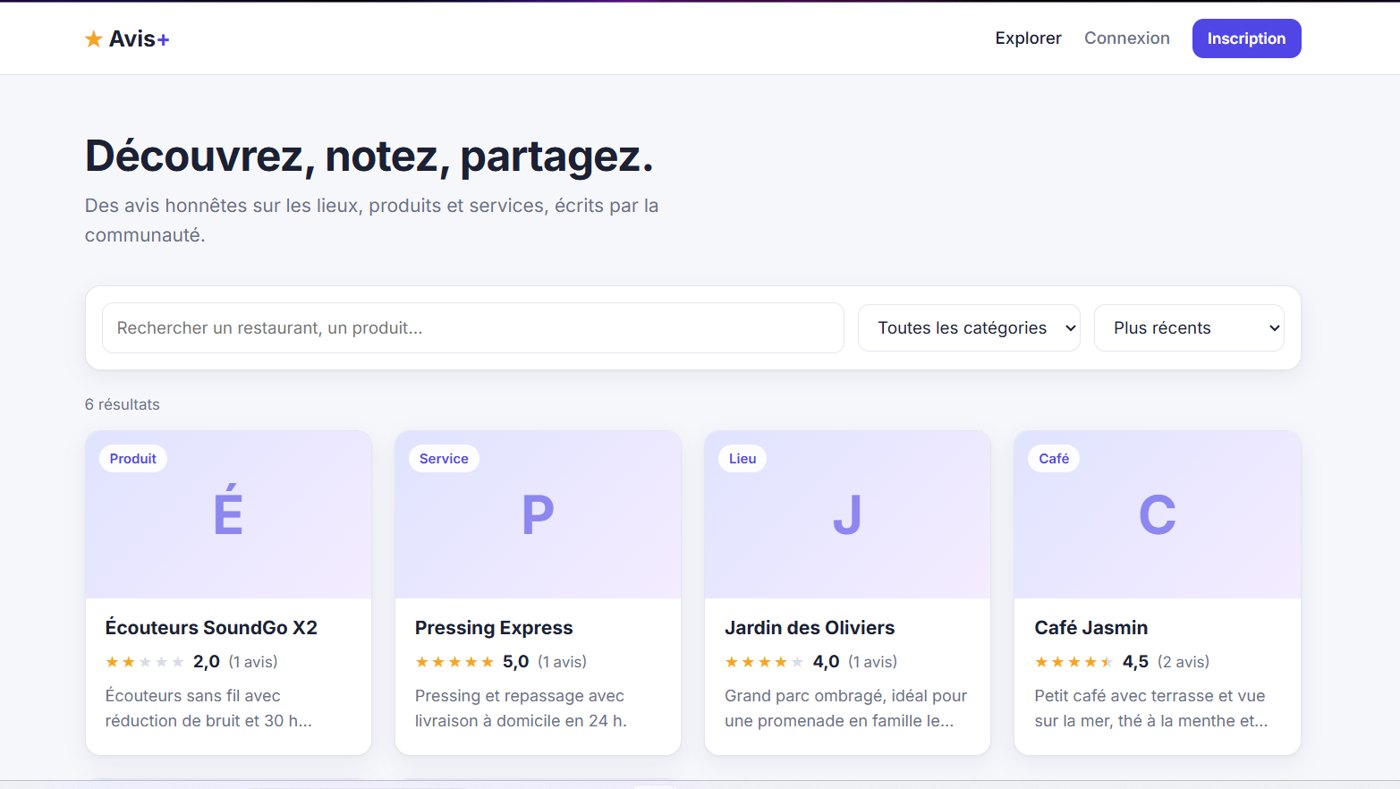 ★ Avis+
Explorer
Connexion
Inscription
Découvrez, notez, partagez.
Des avis honnêtes sur les lieux, produits et services, écrits par la
communauté.
Rechercher un restaurant, un produit...
Toutes les catégories
Plus récents
6 résultats
Produit
É
Écouteurs SoundGo X2
★★★★★ 2,0 (1 avis)
Écouteurs sans fil avec
réduction de bruit et 30 h...
Service
P
Pressing Express
★★★★★ 5,0 (1 avis)
Pressing et repassage avec
livraison à domicile en 24 h.
Lieu
J
Jardin des Oliviers
★★★★★ 4,0 (1 avis)
Grand parc ombragé, idéal pour
une promenade en famille le...
Café
C
Café Jasmin
★★★★★ 4,5 (2 avis)
Petit café avec terrasse et vue
sur la mer, thé à la menthe et...